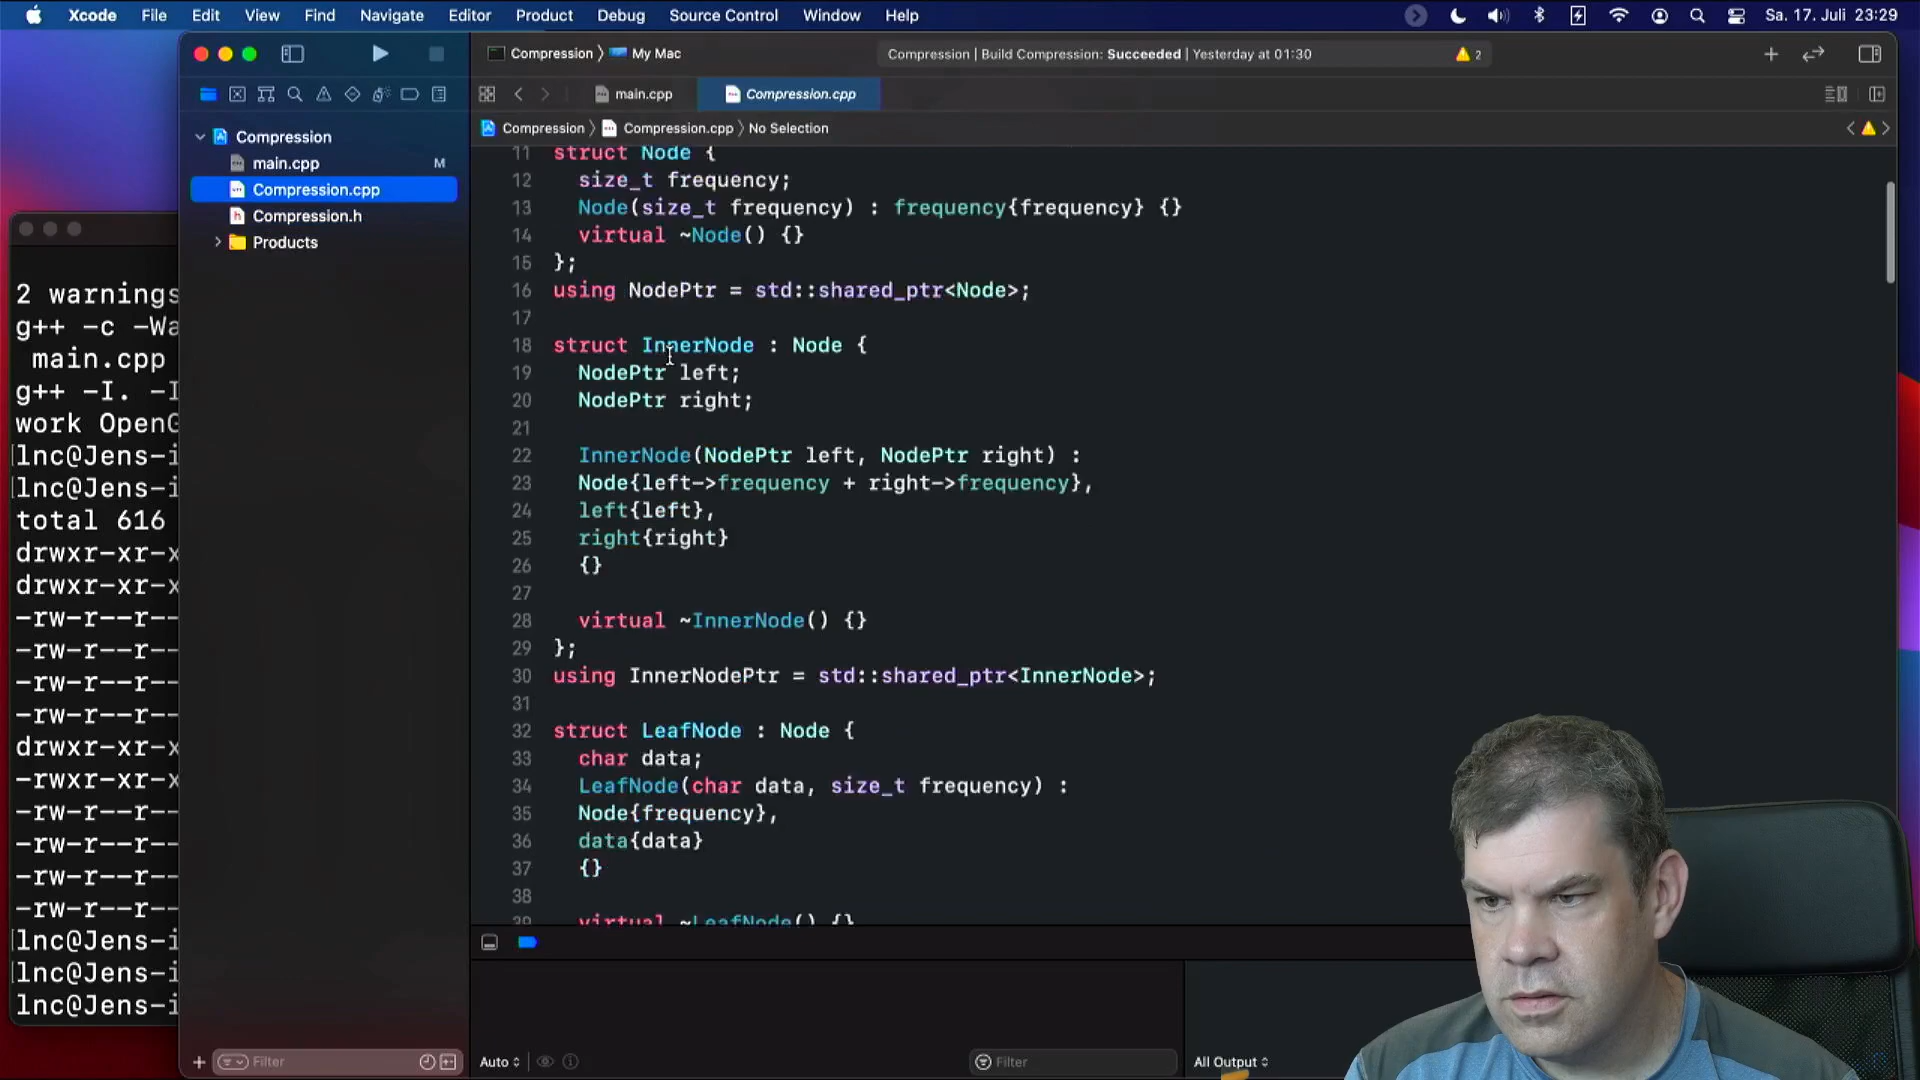 Xcode File Edit View Find Navigate Editor Product Debug Source Control Window Help Sa. 17. Juli 23:29
Compression My Mac Compression | Build Compression: Succeeded | Yesterday at 01:30 2
main.cpp Compression.cpp
Compression Compression.cpp No Selection
Compression
main.cpp M
Compression.cpp
Compression.h
Products
2 warnings
g++ -c -Wa
main.cpp
g++ -I. -I
work OpenG
lnc@Jens-i
lnc@Jens-i
total 616
drwxr-xr-x
drwxr-xr-x
-rw-r--r--
-rw-r--r--
-rw-r--r--
-rw-r--r--
drwxr-xr-x
-rwxr-xr-x
-rw-r--r--
-rw-r--r--
-rw-r--r--
-rw-r--r--
lnc@Jens-i
lnc@Jens-i
lnc@Jens-i
11 struct Node {
12 size_t frequency;
13 Node(size_t frequency) : frequency{frequency} {}
14 virtual ~Node() {}
15 };
16 using NodePtr = std::shared_ptr<Node>;
17
18 struct InnerNode : Node {
19 NodePtr left;
20 NodePtr right;
21
22 InnerNode(NodePtr left, NodePtr right) :
23 Node{left->frequency + right->frequency},
24 left{left},
25 right{right}
26 {}
27
28 virtual ~InnerNode() {}
29 };
30 using InnerNodePtr = std::shared_ptr<InnerNode>;
31
32 struct LeafNode : Node {
33 char data;
34 LeafNode(char data, size_t frequency) :
35 Node{frequency},
36 data{data}
37 {}
38
39 virtual ~LeafNode() {}
Filter
Auto
Filter
All Output